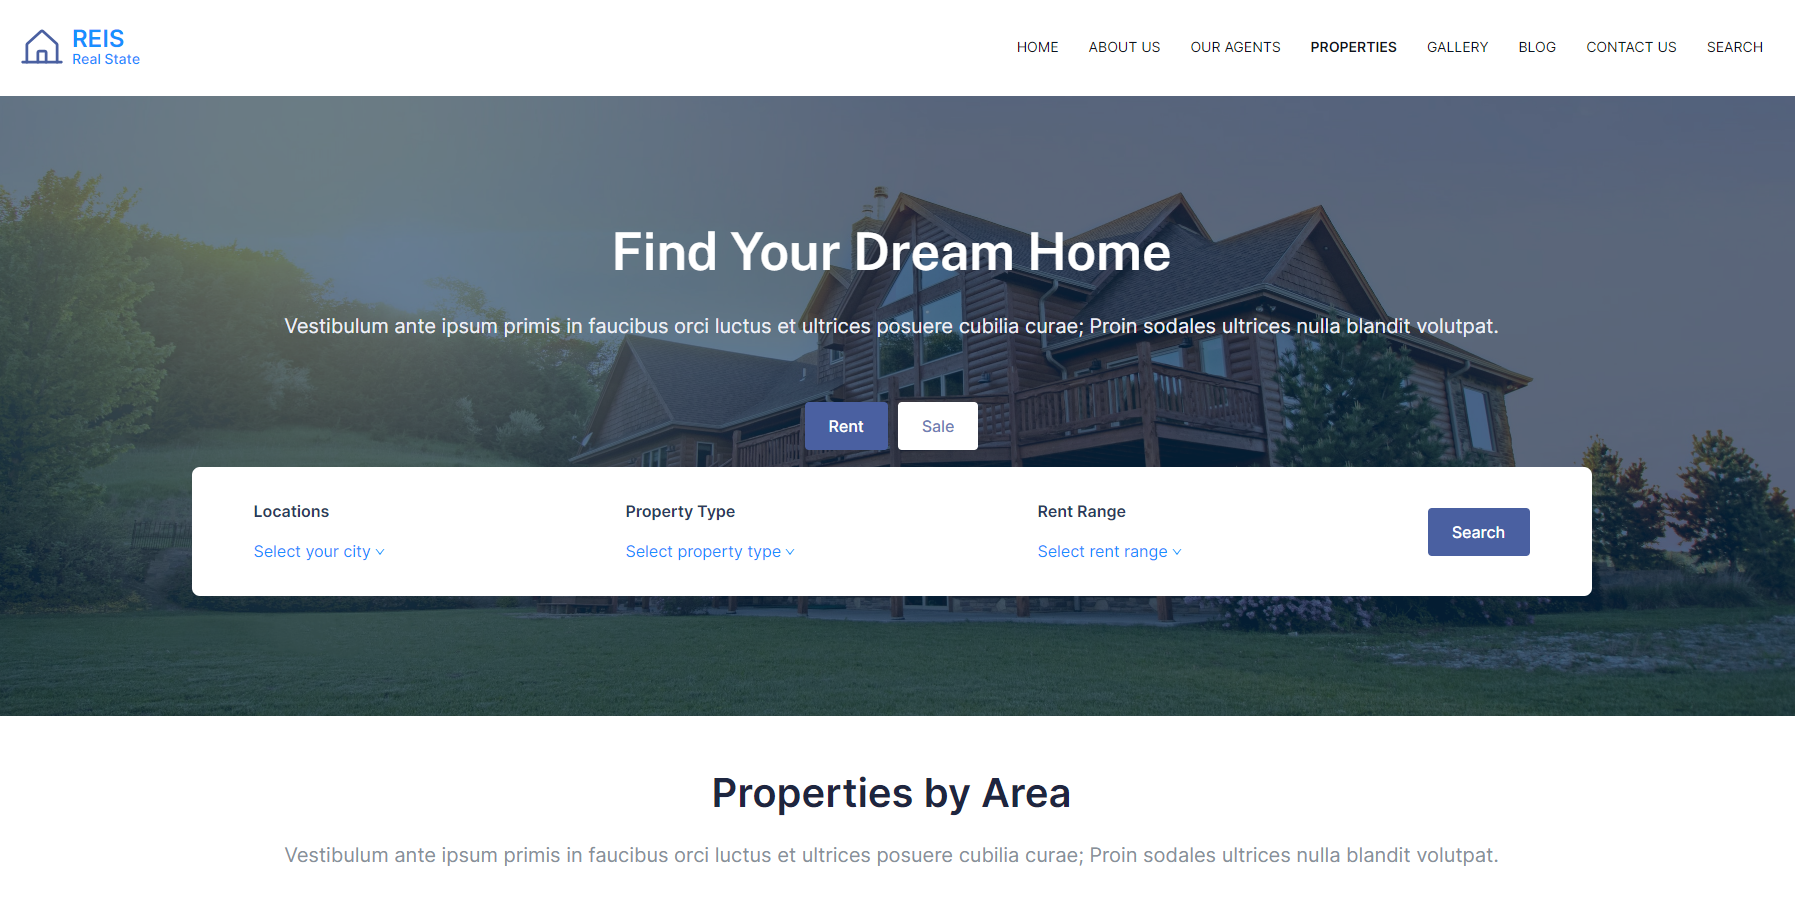 REIS
Real State
HOME ABOUT US OUR AGENTS PROPERTIES GALLERY BLOG CONTACT US SEARCH
Find Your Dream Home
Vestibulum ante ipsum primis in faucibus orci luctus et ultrices posuere cubilia curae; Proin sodales ultrices nulla blandit volutpat.
Rent Sale
Locations Property Type Rent Range
Select your city Select property type Select rent range
Search
Properties by Area
Vestibulum ante ipsum primis in faucibus orci luctus et ultrices posuere cubilia curae; Proin sodales ultrices nulla blandit volutpat.